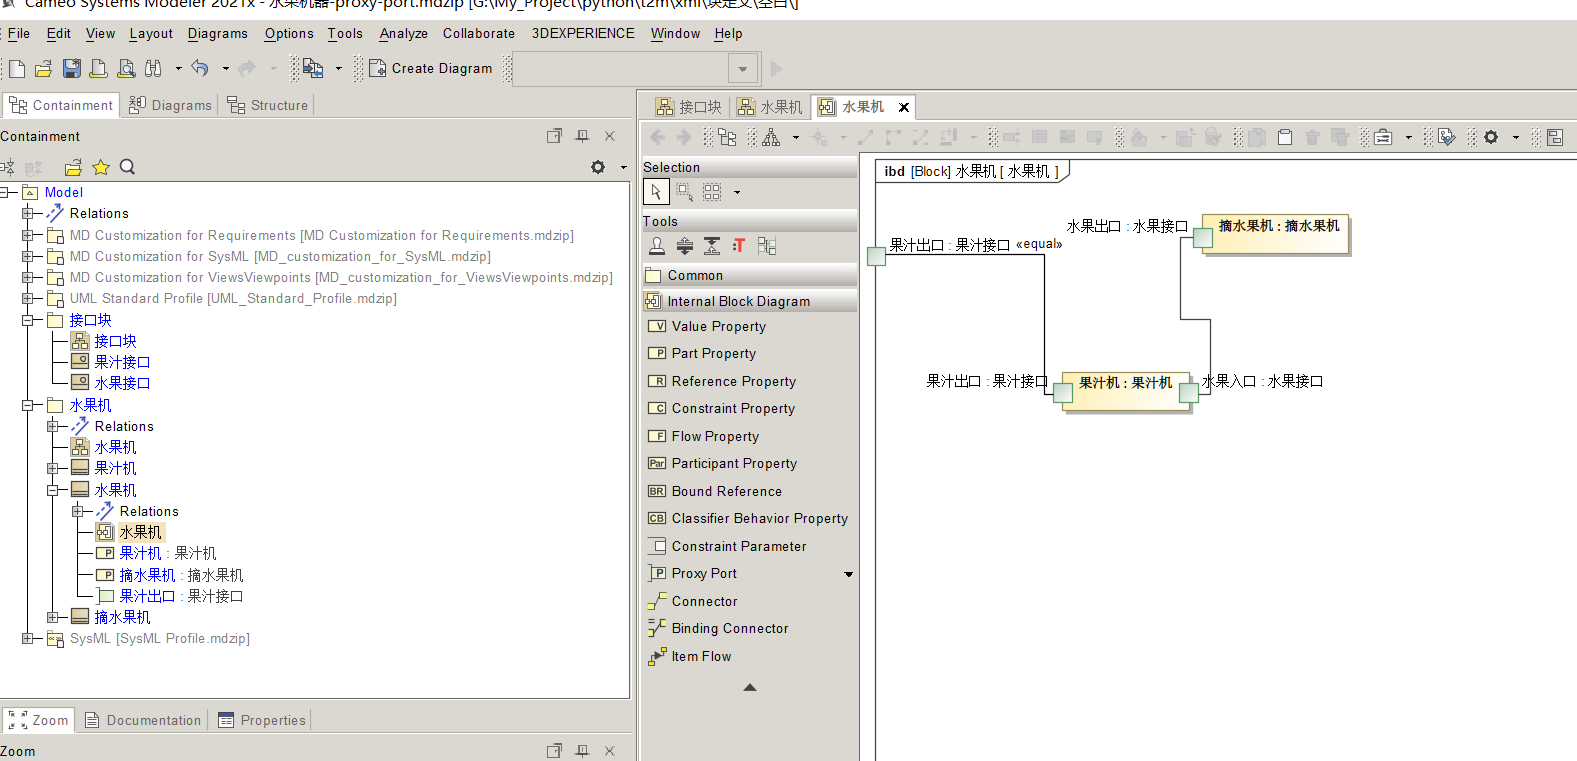 Cameo Systems Modeler 2021x - 水果机器-proxy-port.mdzip [G:\My_Project\python\t2m\xml\块定义\空白\]
File Edit View Layout Diagrams Options Tools Analyze Collaborate 3DEXPERIENCE Window Help
Create Diagram
Containment Diagrams Structure
Containment
Model
Relations
MD Customization for Requirements [MD Customization for Requirements.mdzip]
MD Customization for SysML [MD_customization_for_SysML.mdzip]
MD Customization for ViewsViewpoints [MD_customization_for_ViewsViewpoints.mdzip]
UML Standard Profile [UML_Standard_Profile.mdzip]
接口块
接口块
果汁接口
水果接口
水果机
Relations
水果机
果汁机
水果机
Relations
水果机
P 果汁机 : 果汁机
P 摘水果机 : 摘水果机
果汁出口 : 果汁接口
摘水果机
SysML [SysML Profile.mdzip]
Zoom Documentation Properties
Zoom
接口块 水果机 水果机
Selection
Tools
:T
Common
Internal Block Diagram
V Value Property
P Part Property
R Reference Property
C Constraint Property
F Flow Property
Par Participant Property
BR Bound Reference
CB Classifier Behavior Property
Constraint Parameter
P Proxy Port
Connector
Binding Connector
Item Flow
ibd [Block] 水果机 [ 水果机 ]
水果出口 : 水果接口
摘水果机 : 摘水果机
果汁出口 : 果汁接口 «equal»
果汁出口 : 果汁接口
果汁机 : 果汁机
水果入口 : 水果接口